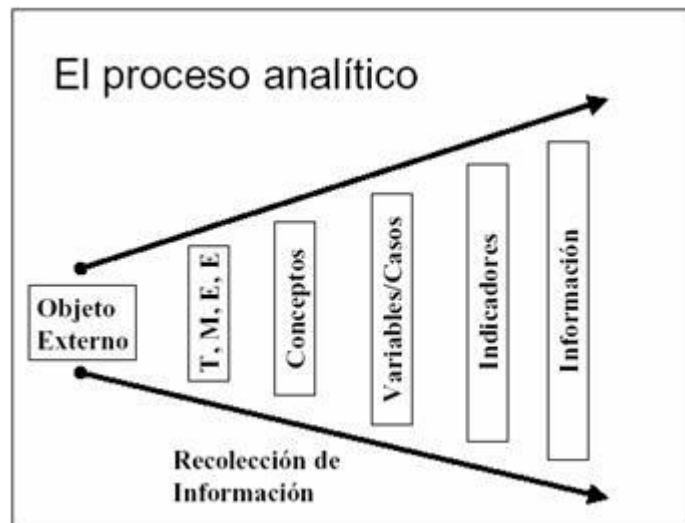 El proceso analítico
Objeto
Externo
T, M, E, E
Conceptos
Variables/Casos
Indicadores
Información
Recolección de
Información